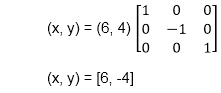 (x, y) = (6, 4) [1 0 0
0 −1 0
0 0 1]
(x, y) = [6, -4]